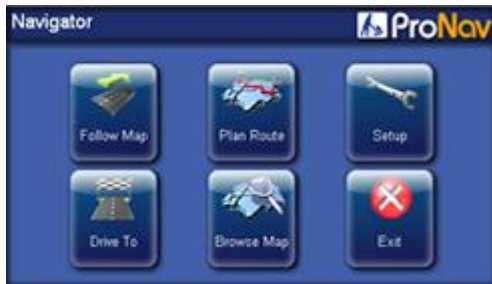 Navigator
ProNav
Follow Map
Plan Route
Setup
Drive To
Browse Map
Exit